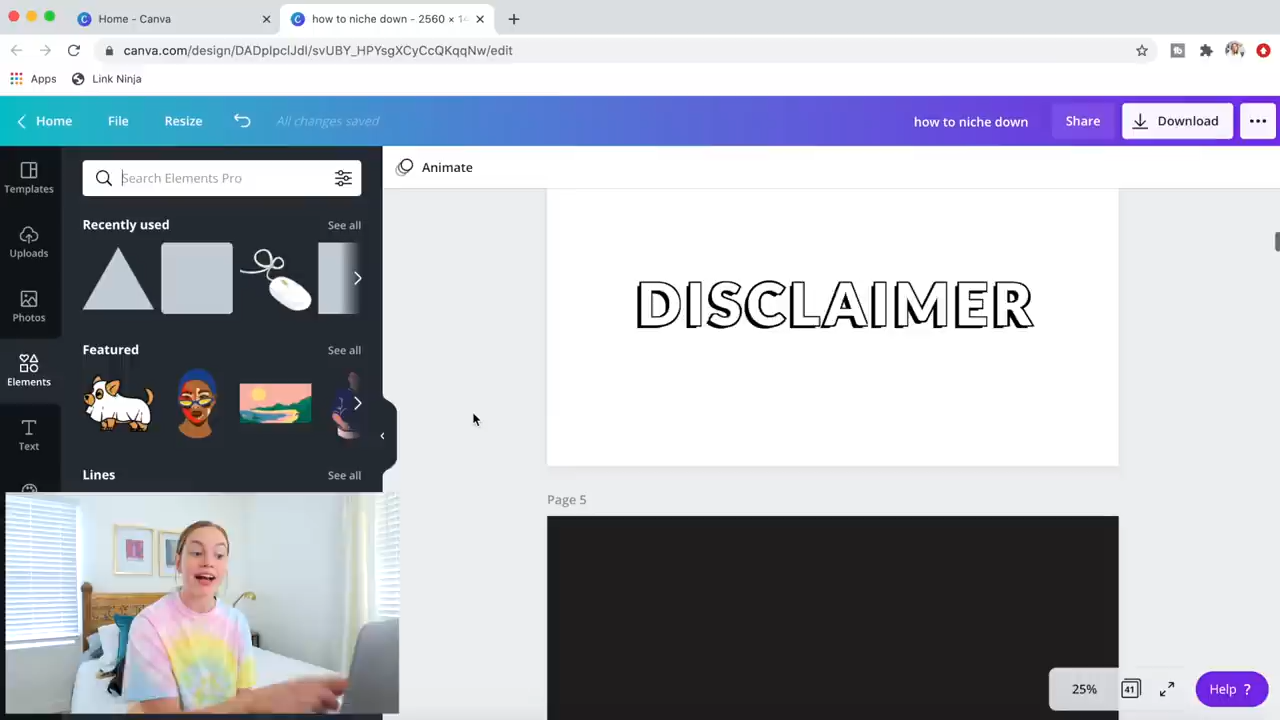 Home - Canva
how to niche down - 2560 × 14
canva.com/design/DADpIpclJdI/svUBY_HPYsgXCyCcQKqqNw/edit
Apps
Link Ninja
Home
File
Resize
All changes saved
how to niche down
Share
Download
Templates
Uploads
Photos
Elements
Text
Search Elements Pro
Recently used
See all
Featured
See all
Lines
See all
Animate
DISCLAIMER
Page 5
25%
41
Help ?